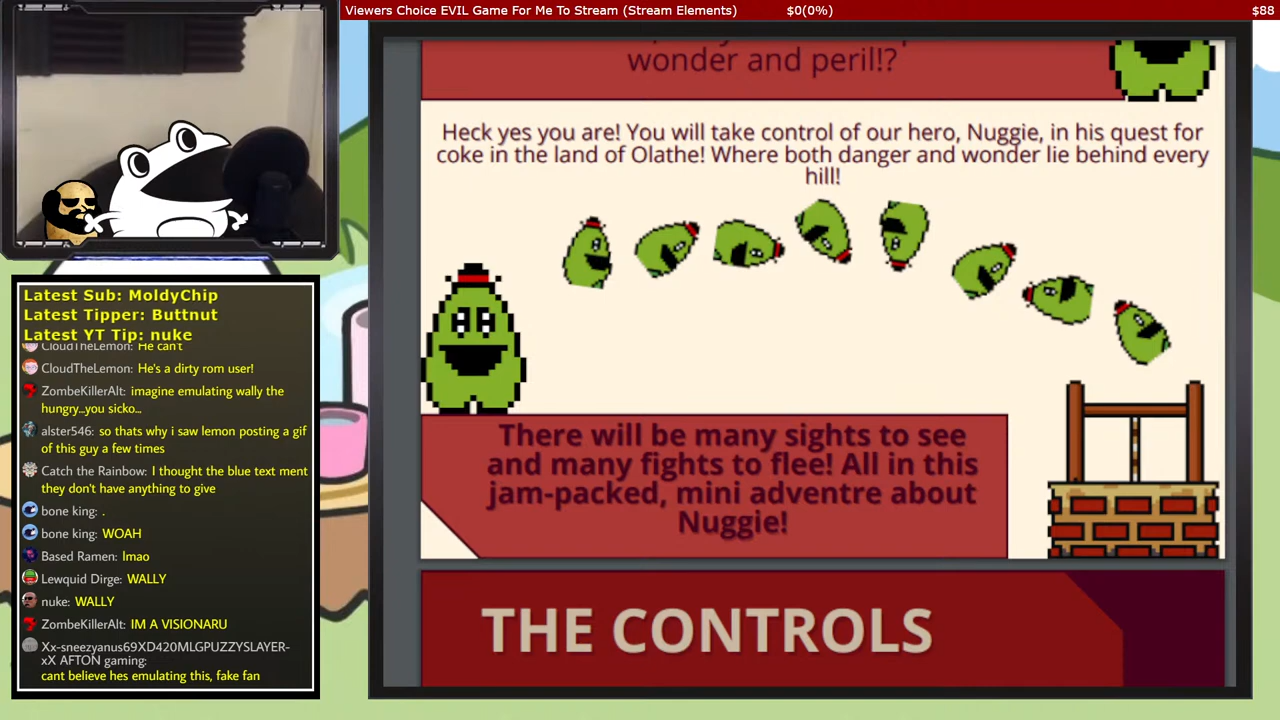 Viewers Choice EVIL Game For Me To Stream (Stream Elements) $0(0%) $88
wonder and peril!?
Heck yes you are! You will take control of our hero, Nuggie, in his quest for
coke in the land of Olathe! Where both danger and wonder lie behind every
hill!
There will be many sights to see
and many fights to flee! All in this
jam-packed, mini adventre about
Nuggie!
THE CONTROLS
Latest Sub: MoldyChip
Latest Tipper: Buttnut
Latest YT Tip: nuke
CloudTheLemon: He can't
CloudTheLemon: He's a dirty rom user!
ZombeKillerAlt: imagine emulating wally the
hungry...you sicko...
alster546: so thats why i saw lemon posting a gif
of this guy a few times
Catch the Rainbow: I thought the blue text ment
they don't have anything to give
bone king: .
bone king: WOAH
Based Ramen: lmao
Lewquid Dirge: WALLY
nuke: WALLY
ZombeKillerAlt: IM A VISIONARU
Xx-sneezyanus69XD420MLGPUZZYSLAYER-
xX AFTON gaming:
cant believe hes emulating this, fake fan